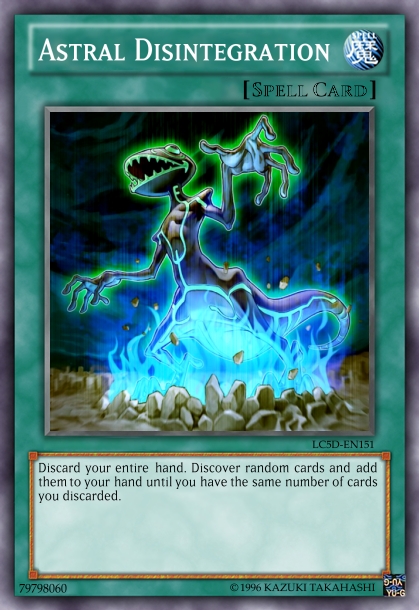 ASTRAL DISINTEGRATION 魔
[SPELL CARD]
LC5D-EN151
Discard your entire hand. Discover random cards and add
them to your hand until you have the same number of cards
you discarded.
79798060 ©1996 KAZUKI TAKAHASHI